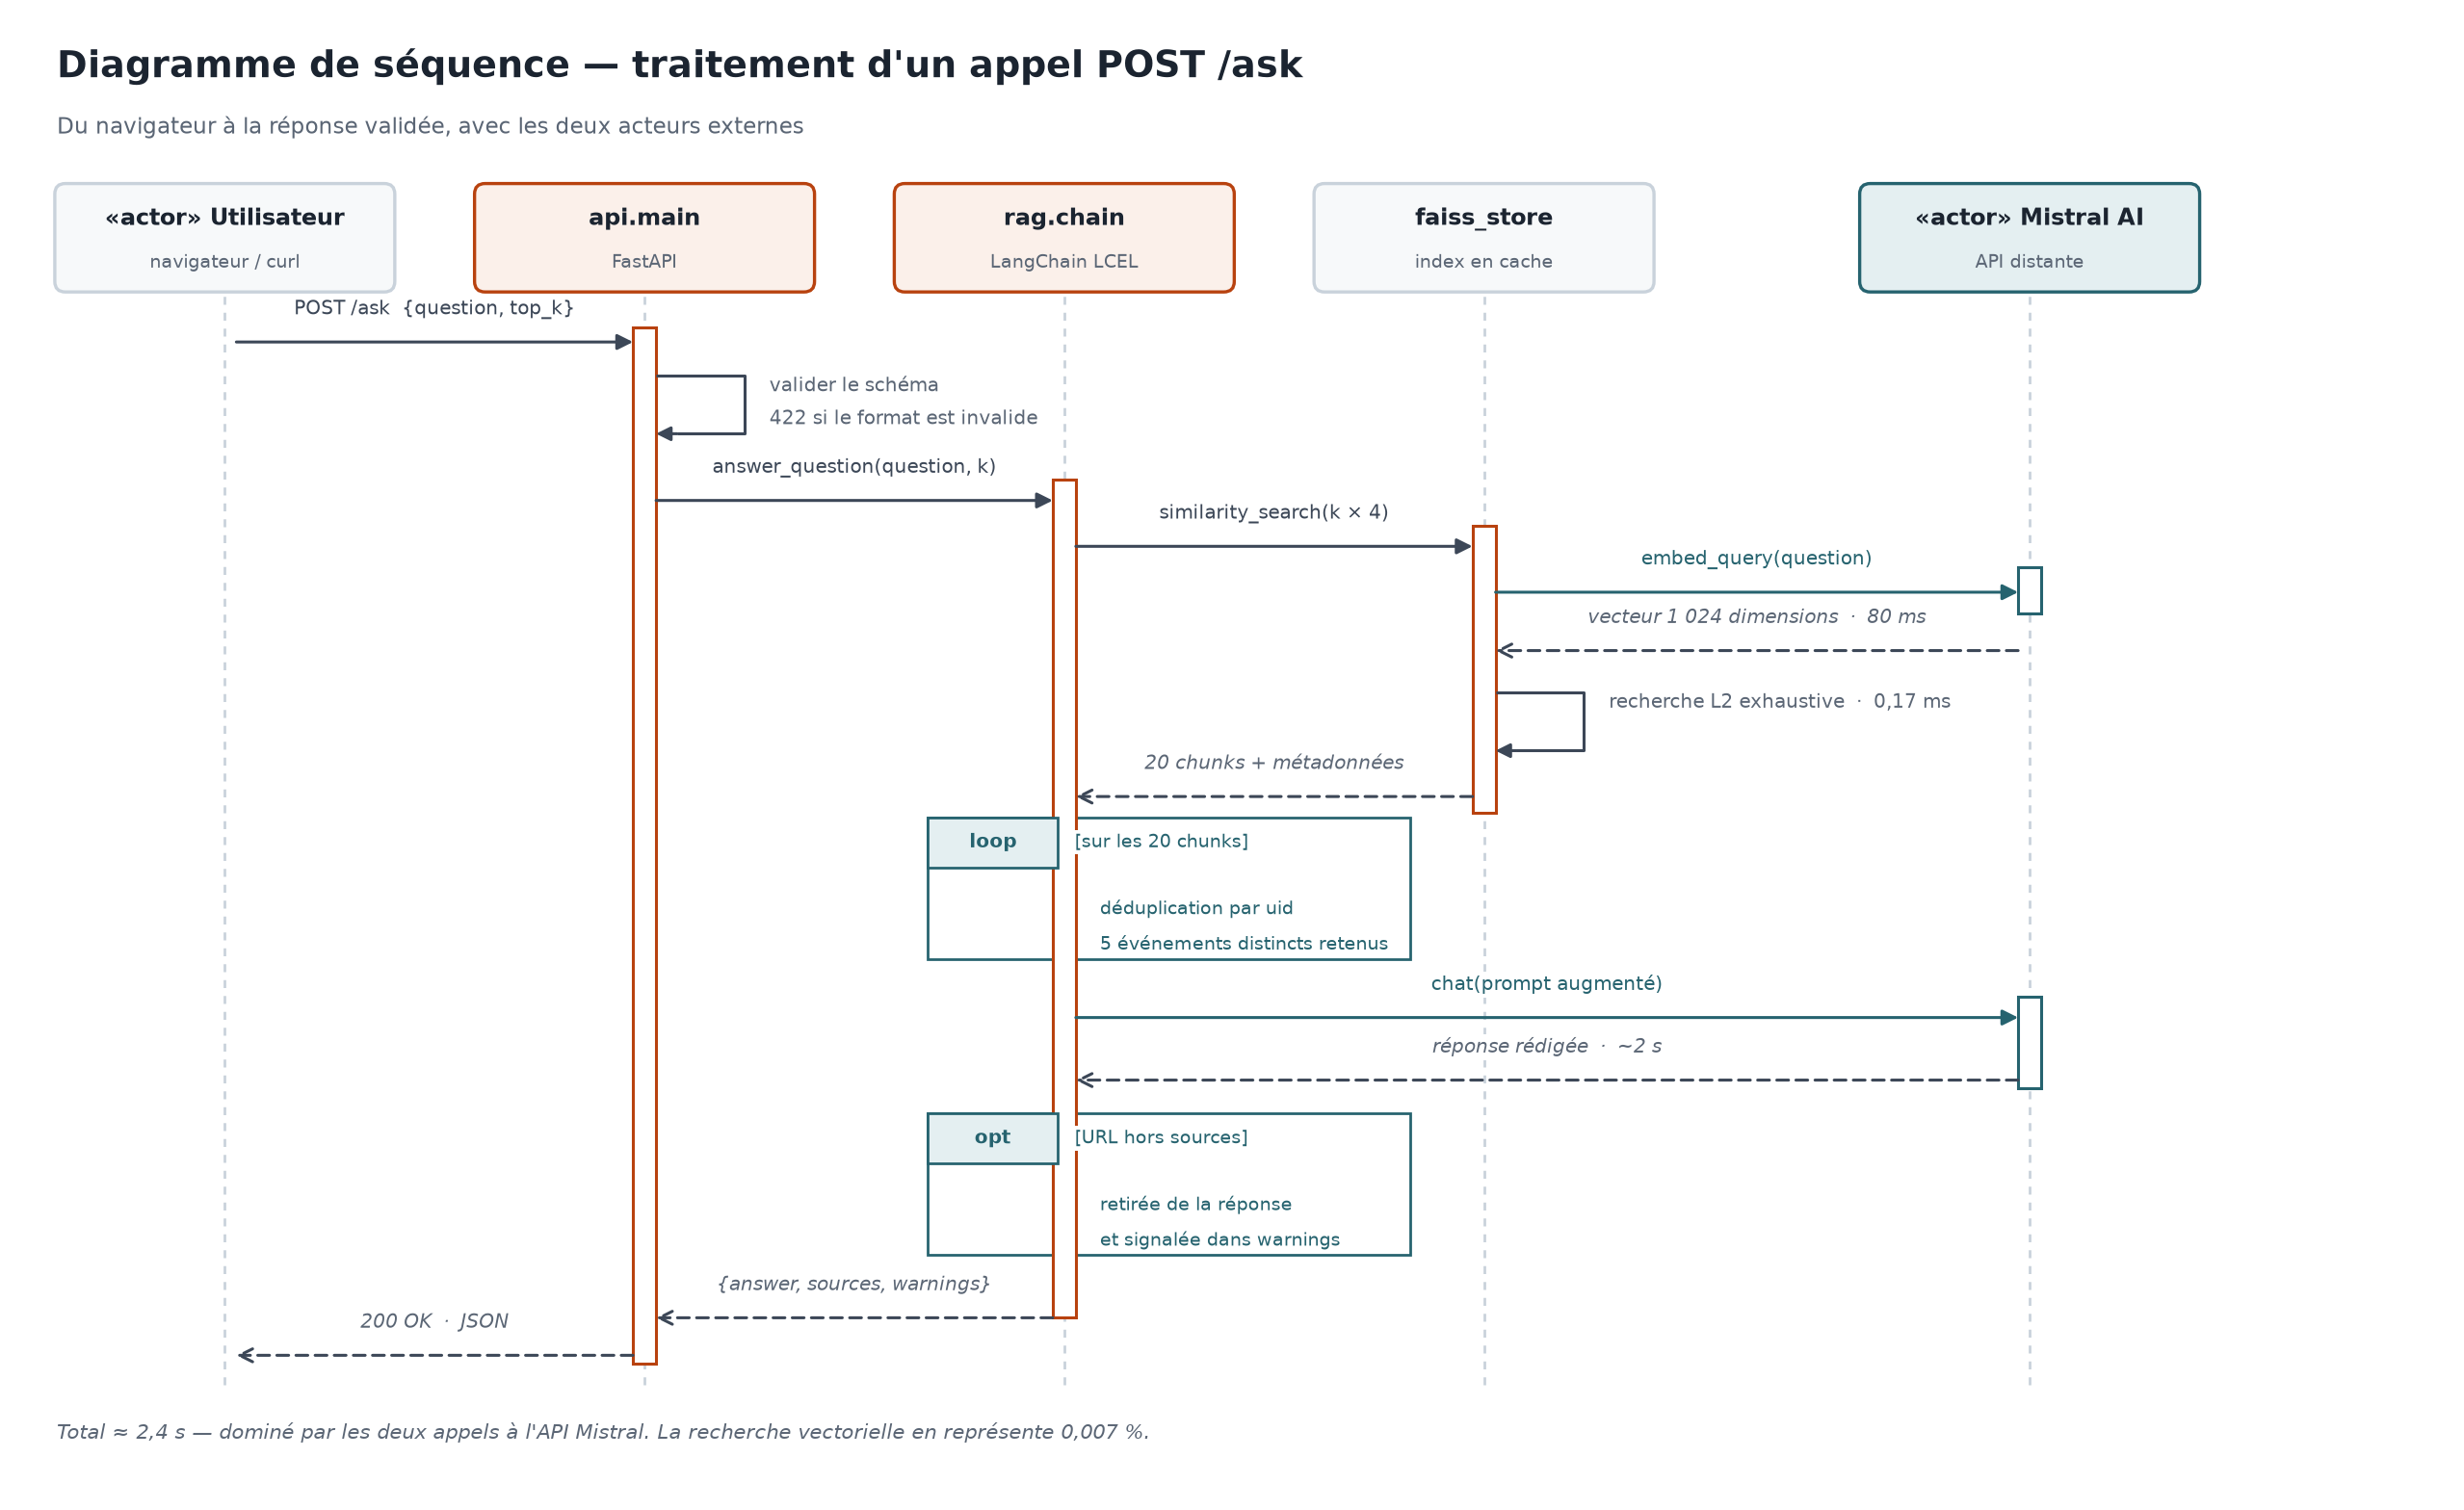 Diagramme de séquence — traitement d'un appel POST /ask
Du navigateur à la réponse validée, avec les deux acteurs externes
«actor» Utilisateur
navigateur / curl
api.main
FastAPI
rag.chain
LangChain LCEL
faiss_store
index en cache
«actor» Mistral AI
API distante
POST /ask  {question, top_k}
valider le schéma
422 si le format est invalide
answer_question(question, k)
similarity_search(k × 4)
embed_query(question)
vecteur 1 024 dimensions  ·  80 ms
recherche L2 exhaustive  ·  0,17 ms
20 chunks + métadonnées
loop
[sur les 20 chunks]
déduplication par uid
5 événements distincts retenus
chat(prompt augmenté)
réponse rédigée  ·  ~2 s
opt
[URL hors sources]
retirée de la réponse
et signalée dans warnings
{answer, sources, warnings}
200 OK  ·  JSON
Total ≈ 2,4 s — dominé par les deux appels à l'API Mistral. La recherche vectorielle en représente 0,007 %.